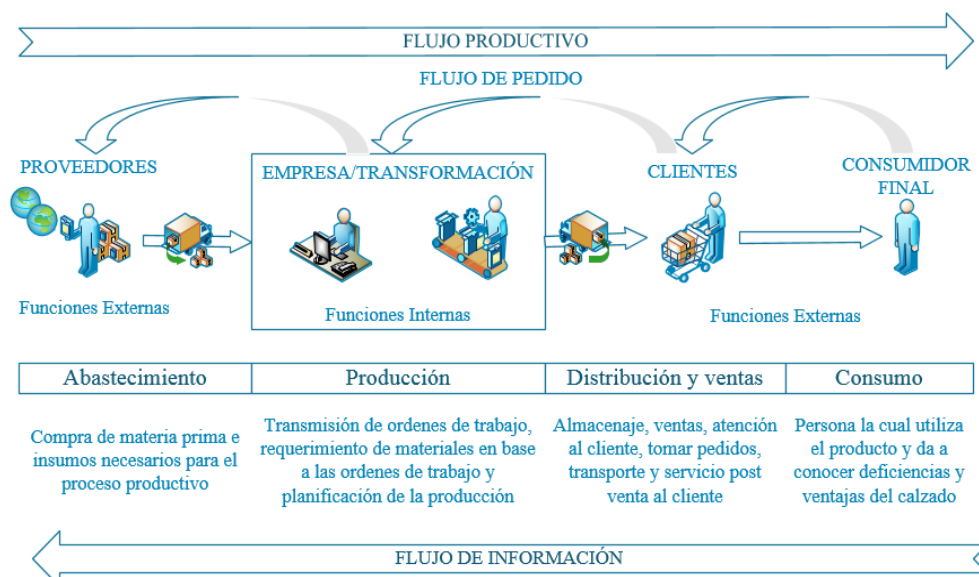 FLUJO PRODUCTIVO
FLUJO DE PEDIDO
PROVEEDORES
EMPRESA/TRANSFORMACIÓN
CLIENTES
CONSUMIDOR
FINAL
Funciones Externas
Funciones Internas
Funciones Externas
Abastecimiento
Producción
Distribución y ventas
Consumo
Compra de materia prima e
insumos necesarios para el
proceso productivo
Transmisión de ordenes de trabajo,
requerimiento de materiales en base
a las ordenes de trabajo y
planificación de la producción
Almacenaje, ventas, atención
al cliente, tomar pedidos,
transporte y servicio post
venta al cliente
Persona la cual utiliza
el producto y da a
conocer deficiencias y
ventajas del calzado
FLUJO DE INFORMACIÓN